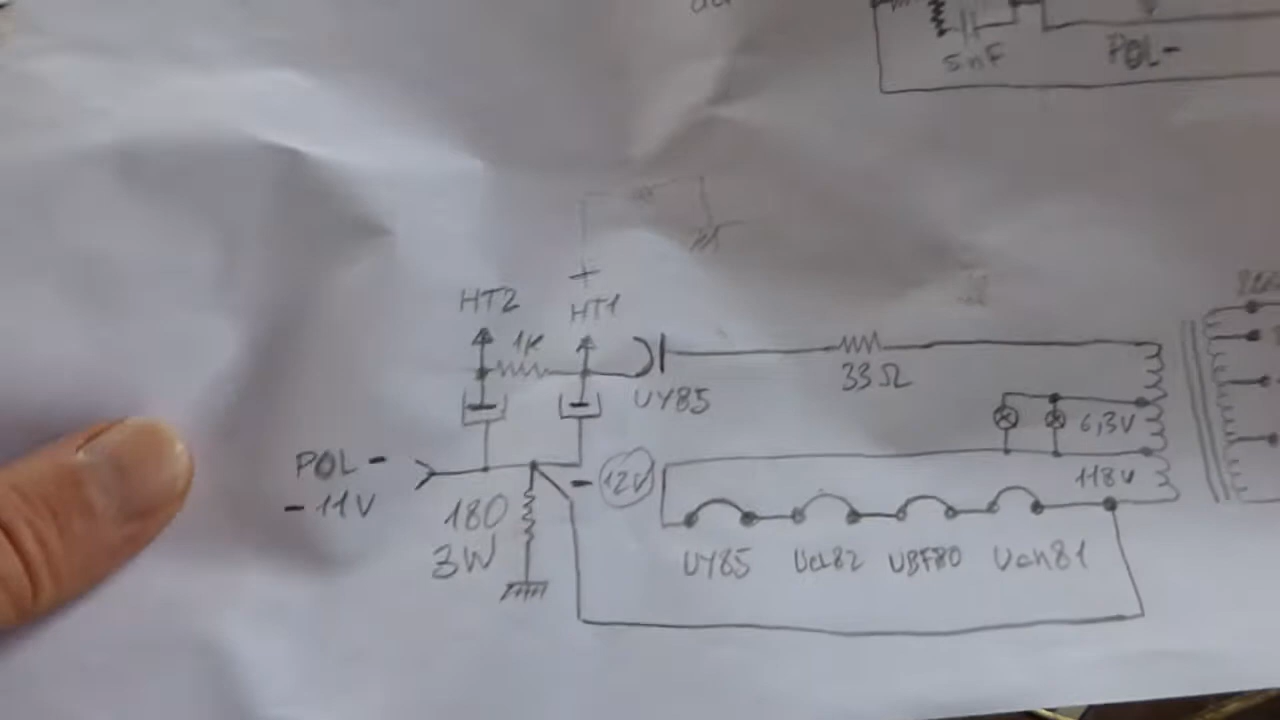 5nF
POL-
HT2
HT1
1K
UY85
33Ω
6,3V
118V
POL -
- 11V
180
3W
- 12V
UY85
UCL82
UBF80
UCH81